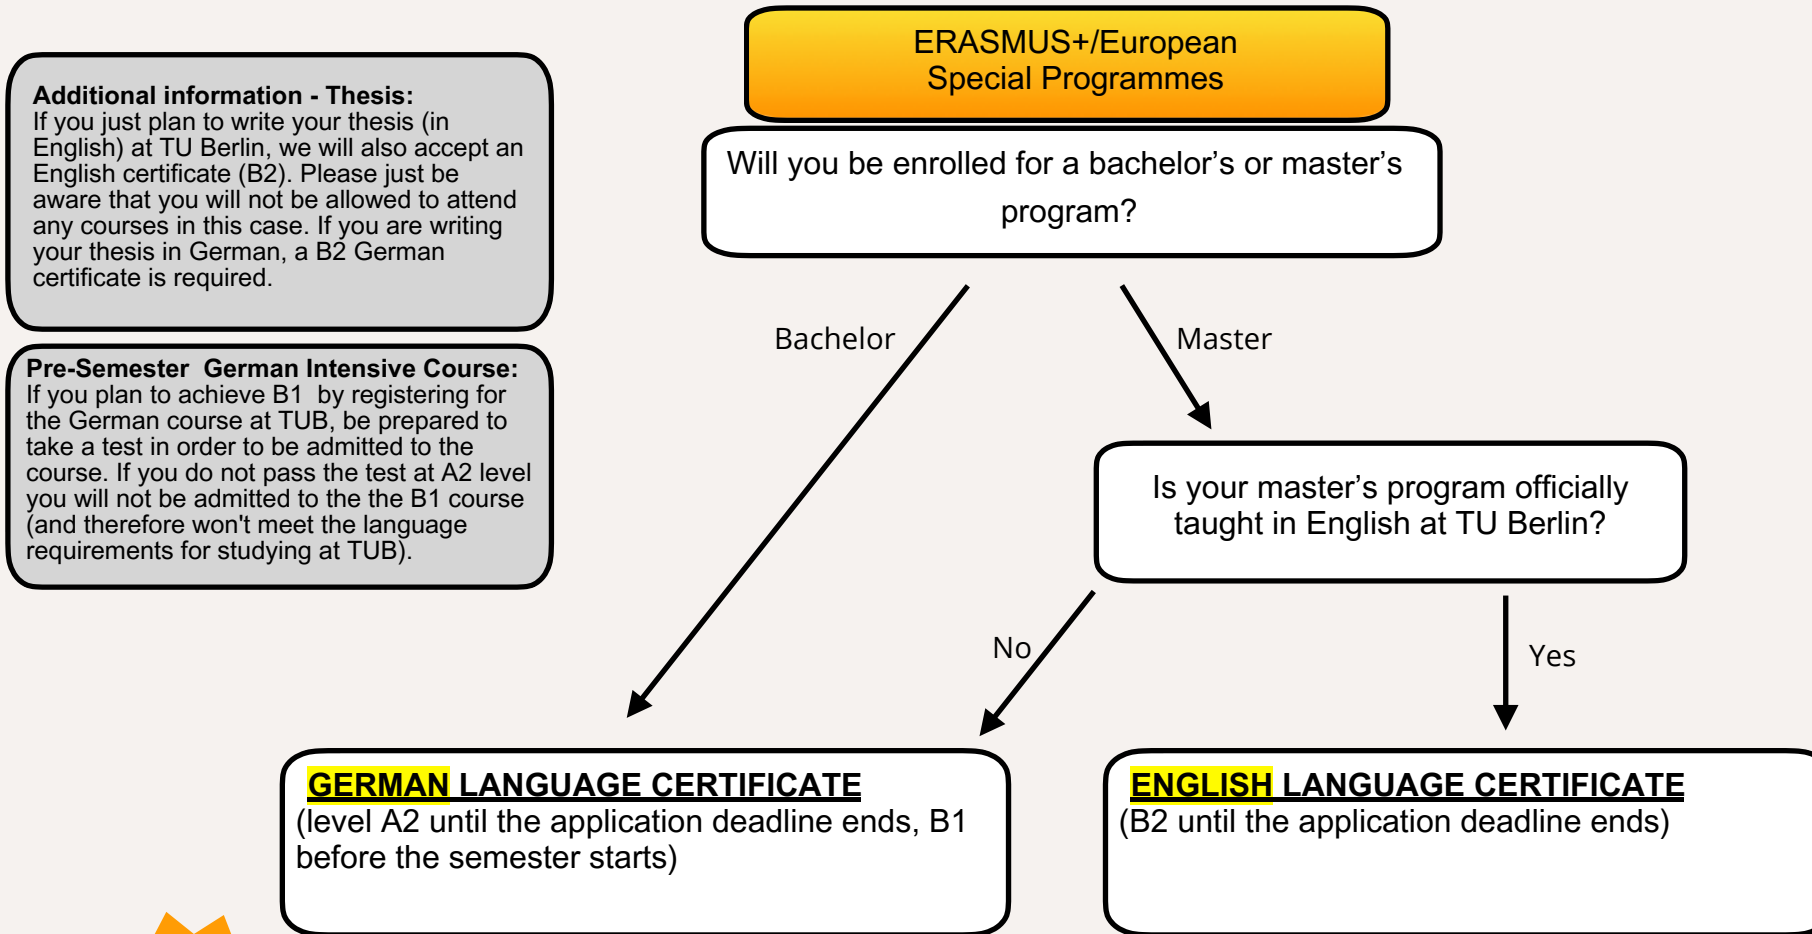 ERASMUS+/European
Special Programmes
Will you be enrolled for a bachelor’s or master’s
program?
Additional information - Thesis:
If you just plan to write your thesis (in
English) at TU Berlin, we will also accept an
English certificate (B2). Please just be
aware that you will not be allowed to attend
any courses in this case. If you are writing
your thesis in German, a B2 German
certificate is required.
Pre-Semester  German Intensive Course:
If you plan to achieve B1  by registering for
the German course at TUB, be prepared to
take a test in order to be admitted to the
course. If you do not pass the test at A2 level
you will not be admitted to the the B1 course
(and therefore won't meet the language
requirements for studying at TUB).
Bachelor
Master
Is your master’s program officially
taught in English at TU Berlin?
No
Yes
GERMAN LANGUAGE CERTIFICATE
(level A2 until the application deadline ends, B1
before the semester starts)
ENGLISH LANGUAGE CERTIFICATE
(B2 until the application deadline ends)